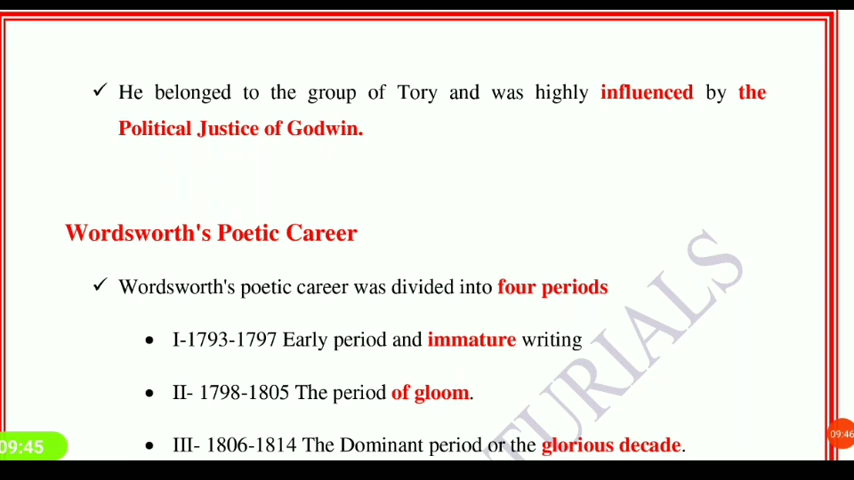 ✓ He belonged to the group of Tory and was highly influenced by the
Political Justice of Godwin.
Wordsworth's Poetic Career
✓ Wordsworth's poetic career was divided into four periods
• I-1793-1797 Early period and immature writing
• II- 1798-1805 The period of gloom.
• III- 1806-1814 The Dominant period or the glorious decade.
TURIALS
09:45
09:46